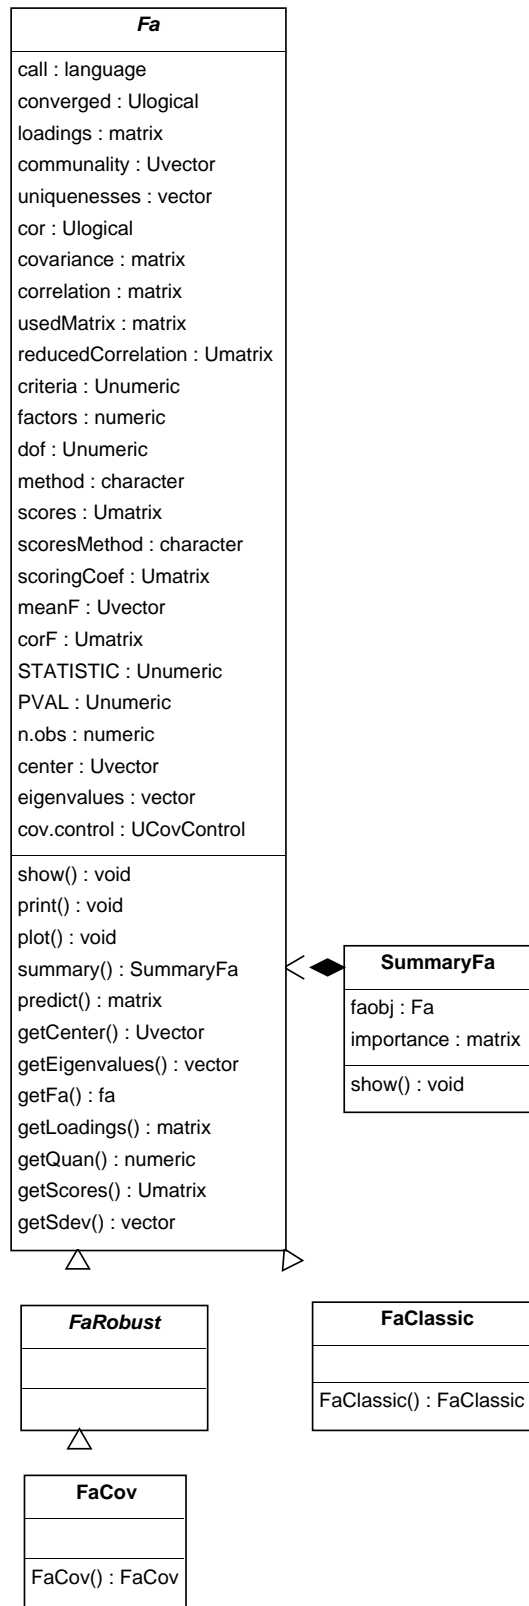 Fa
call : language
converged : Ulogical
loadings : matrix
communality : Uvector
uniquenesses : vector
cor : Ulogical
covariance : matrix
correlation : matrix
usedMatrix : matrix
reducedCorrelation : Umatrix
criteria : Unumeric
factors : numeric
dof : Unumeric
method : character
scores : Umatrix
scoresMethod : character
scoringCoef : Umatrix
meanF : Uvector
corF : Umatrix
STATISTIC : Unumeric
PVAL : Unumeric
n.obs : numeric
center : Uvector
eigenvalues : vector
cov.control : UCovControl
show() : void
print() : void
plot() : void
summary() : SummaryFa
predict() : matrix
getCenter() : Uvector
getEigenvalues() : vector
getFa() : fa
getLoadings() : matrix
getQuan() : numeric
getScores() : Umatrix
getSdev() : vector
SummaryFa
faobj : Fa
importance : matrix
show() : void
FaRobust
FaClassic
FaClassic() : FaClassic
FaCov
FaCov() : FaCov